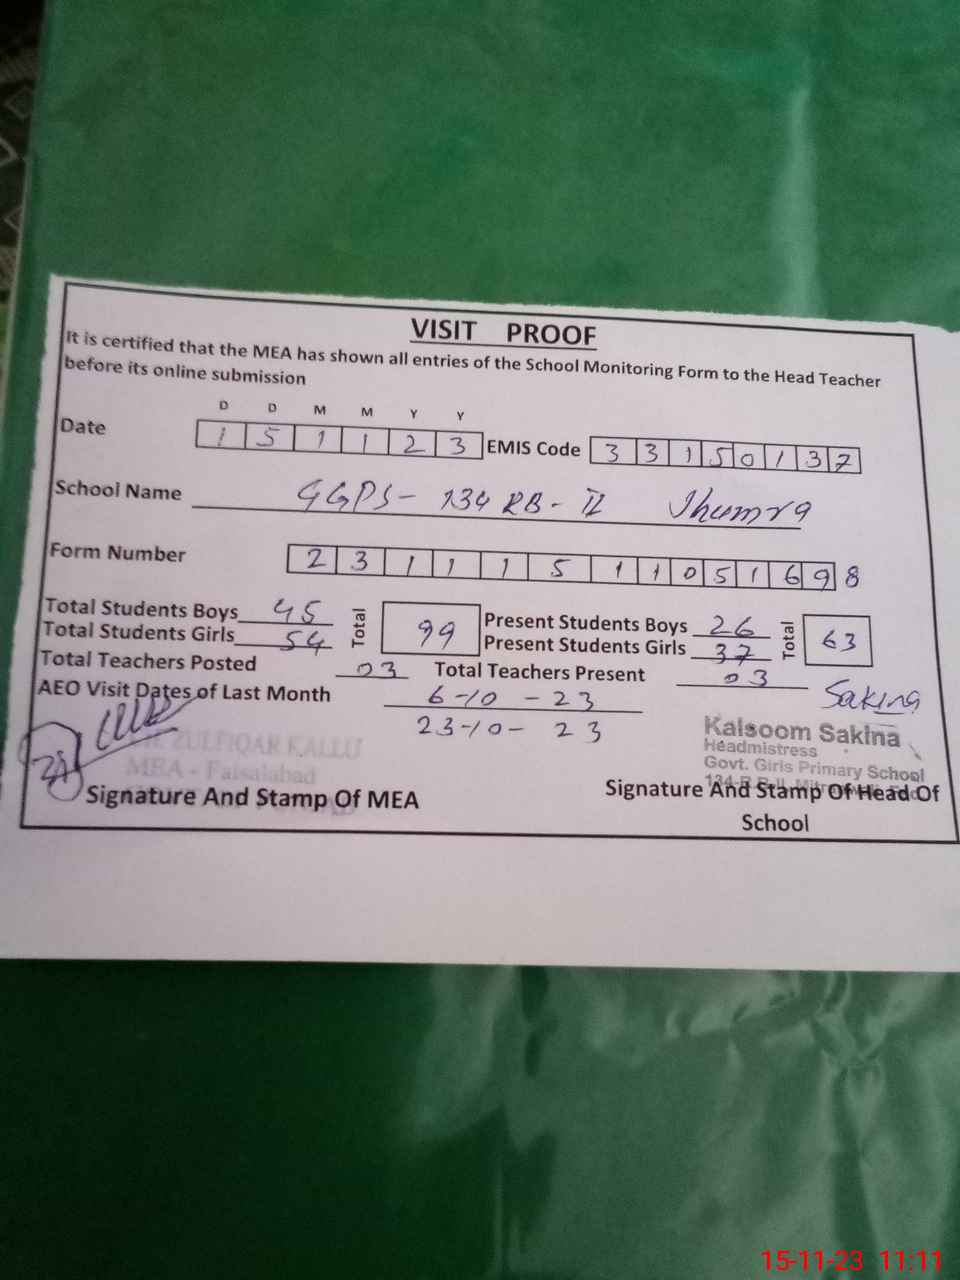 VISIT PROOF
It is certified that the MEA has shown all entries of the School Monitoring Form to the Head Teacher
before its online submission
D D M M Y Y
Date 1 5 1 1 2 3 EMIS Code 3 3 1 5 0 1 3 7
School Name GGPS - 134 RB - II Jhumra
Form Number 2 3 1 1 1 5 1 1 0 5 1 6 9 8
Total Students Boys 45 Total 99 Present Students Boys 26 Total 63
Total Students Girls 54 Present Students Girls 37
Total Teachers Posted 03 Total Teachers Present 03
AEO Visit Dates of Last Month 6-10-23 Sakina
23-10-23
Kalsoom Sakina
Headmistress
Govt. Girls Primary School
134-R.B-II
ZULFIQAR KALLU
MEA - Faisalabad
Signature And Stamp Of MEA
Signature And Stamp Of Head Of
School
15-11-23 11:11